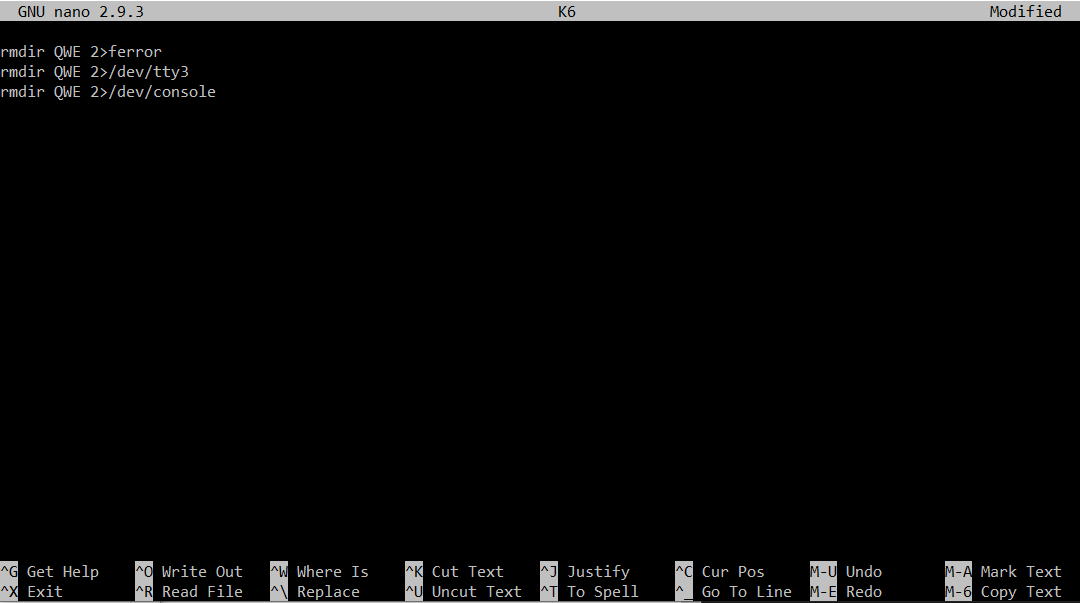 GNU nano 2.9.3 K6 Modified
rmdir QWE 2>ferror
rmdir QWE 2>/dev/tty3
rmdir QWE 2>/dev/console
^G Get Help ^O Write Out ^W Where Is ^K Cut Text ^J Justify ^C Cur Pos M-U Undo M-A Mark Text
^X Exit ^R Read File ^\ Replace ^U Uncut Text ^T To Spell ^_ Go To Line M-E Redo M-6 Copy Text